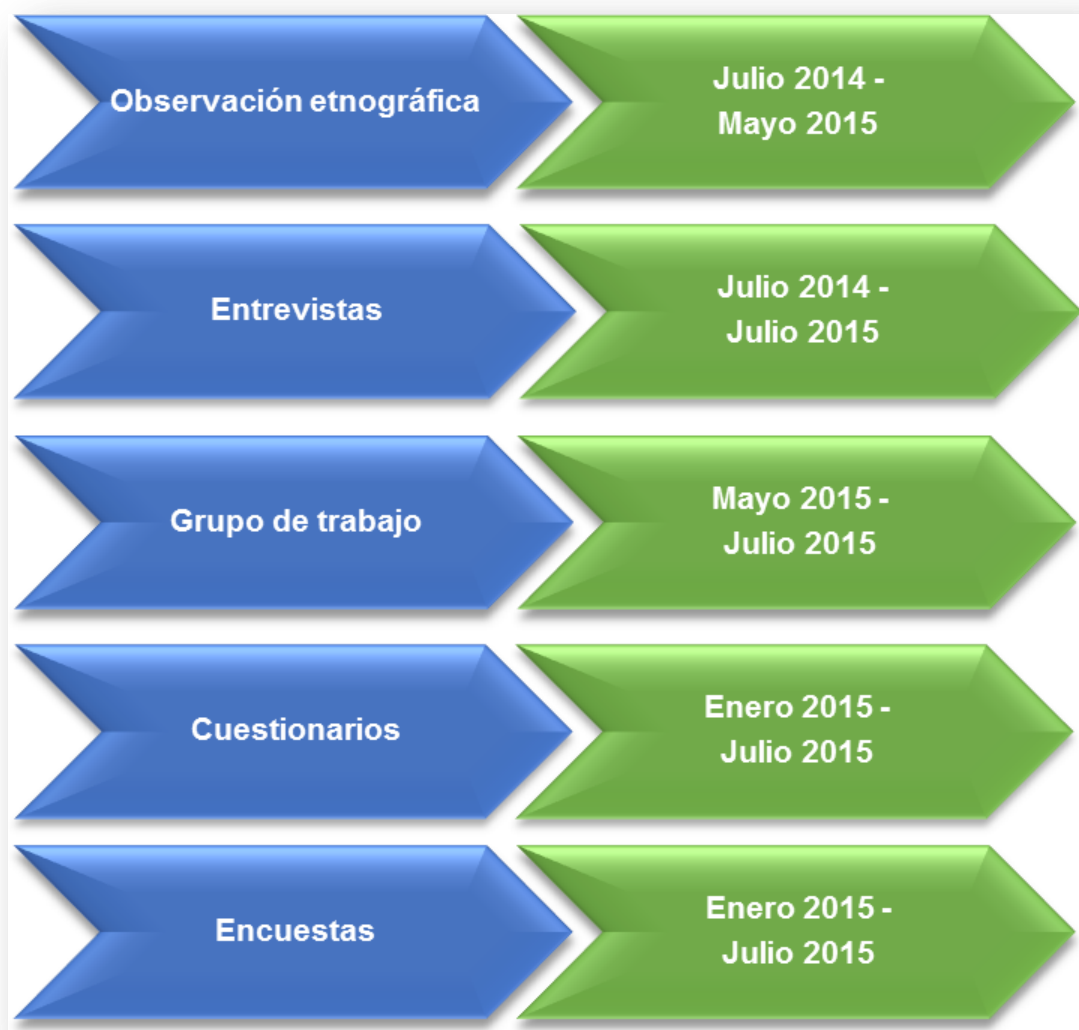 Observación etnográfica
Julio 2014 -
Mayo 2015
Entrevistas
Julio 2014 -
Julio 2015
Grupo de trabajo
Mayo 2015 -
Julio 2015
Cuestionarios
Enero 2015 -
Julio 2015
Encuestas
Enero 2015 -
Julio 2015